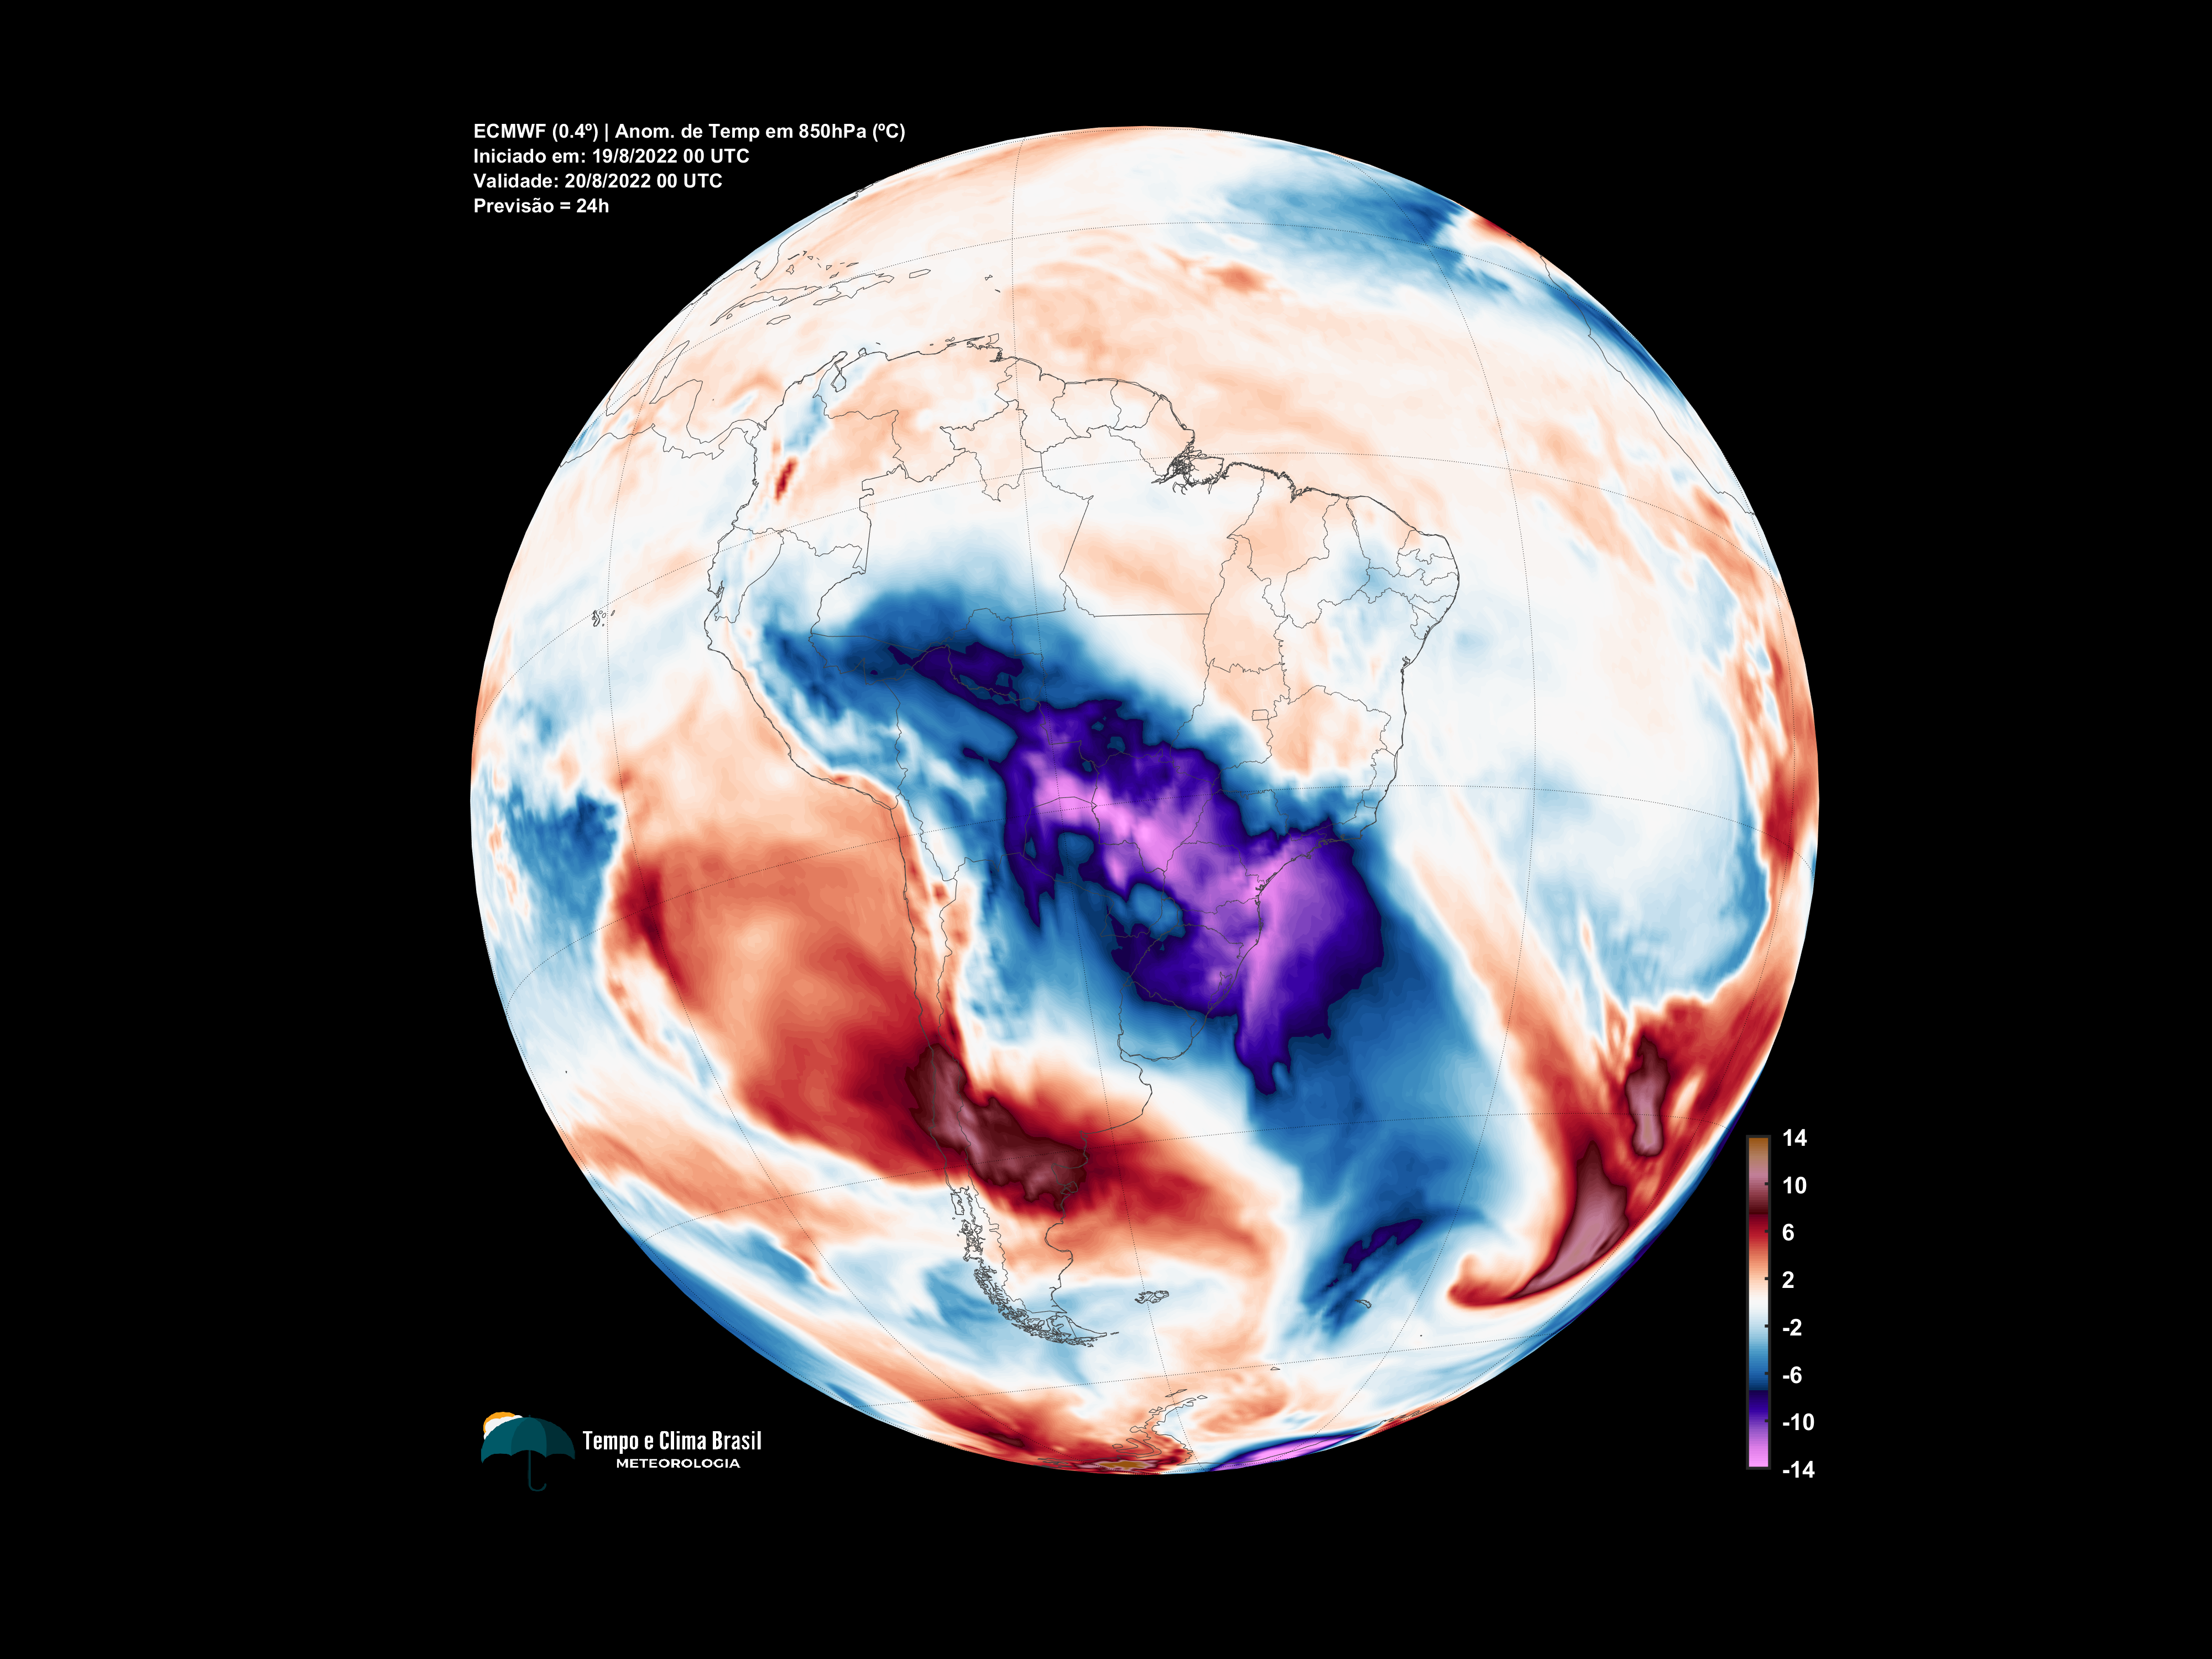 ECMWF (0.4º) | Anom. de Temp em 850hPa (ºC)
Iniciado em: 19/8/2022 00 UTC
Validade: 20/8/2022 00 UTC
Previsão = 24h
14
10
6
2
-2
-6
-10
-14
Tempo e Clima Brasil
METEOROLOGIA